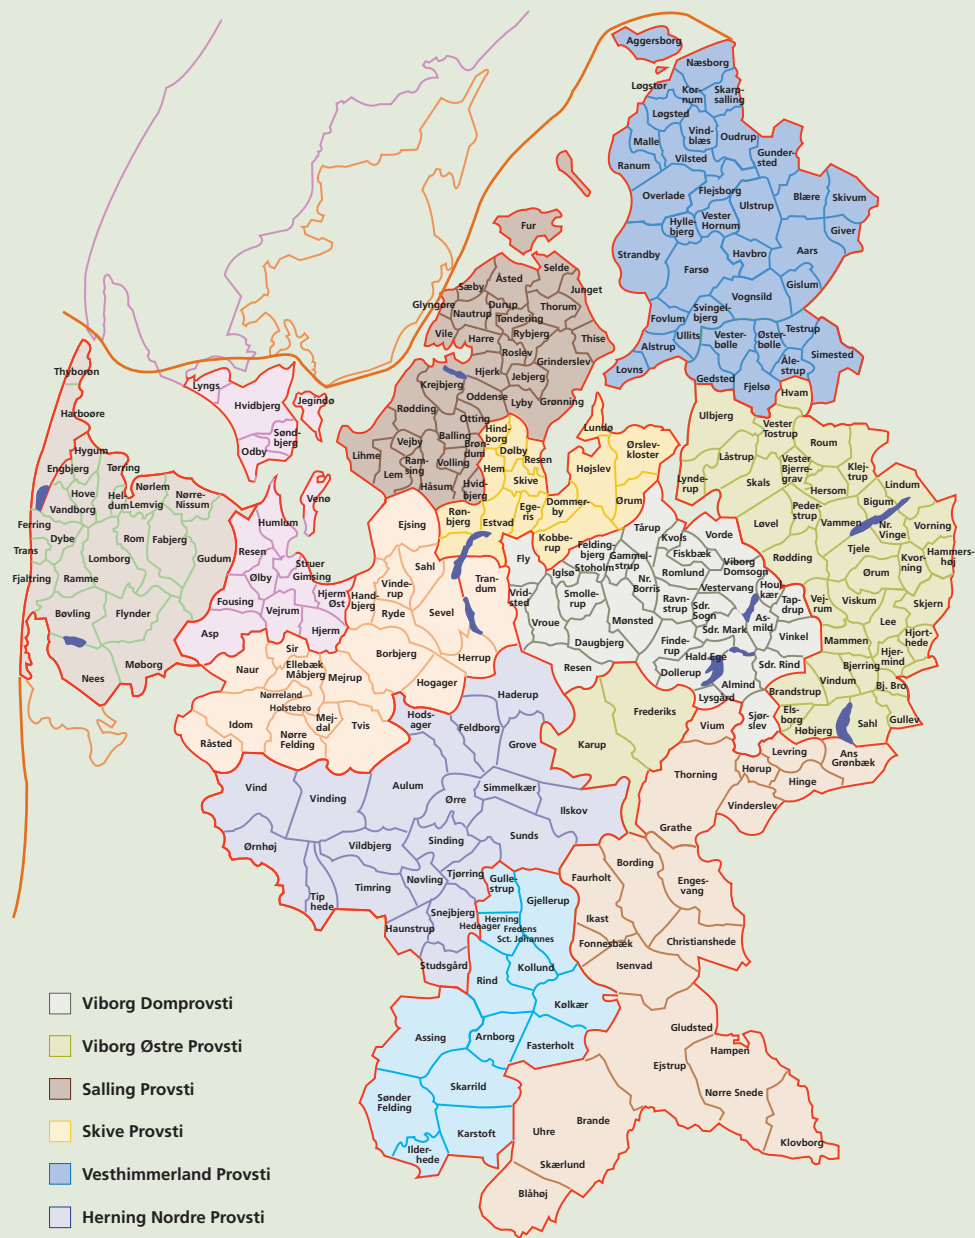 Aggersborg
Næsborg
Løgstør
Kor-
num
Skarp-
salling
Løgsted
Vind-
blæs
Oudrup
Malle
Vilsted
Gunder-
sted
Ranum
Overlade
Flejsborg
Ulstrup
Blære
Skivum
Hylle-
bjerg
Vester
Hornum
Giver
Strandby
Havbro
Aars
Farsø
Gislum
Vognsild
Svingel-
bjerg
Fovlum
Ullits
Vester-
bølle
Øster-
bølle
Testrup
Alstrup
Simested
Lovns
Gedsted
Fjelsø
Åle-
strup
Hvam
Fur
Selde
Åsted
Sæby
Junget
Glyngøre
Nautrup
Durup
Thorum
Tøndering
Vile
Harre
Rybjerg
Thise
Roslev
Grinderslev
Hjerk
Jebjerg
Krejbjerg
Oddense
Lyby
Grønning
Rødding
Otting
Vejby
Balling
Brøn-
dum
Lihme
Ram-
sing
Volling
Lem
Håsum
Hvid-
bjerg
Hind-
borg
Dølby
Resen
Hem
Skive
Ege-
ris
Røn-
bjerg
Estvad
Dommer-
by
Kobbe-
rup
Højslev
Lundø
Ørslev-
kloster
Ørum
Thyborøn
Harboøre
Hygum
Engbjerg
Tørring
Hove
Hel-
dum
Nørlem
Lemvig
Nørre-
Nissum
Vandborg
Ferring
Dybe
Rom
Fabjerg
Trans
Lomborg
Gudum
Fjaltring
Ramme
Bøvling
Flynder
Møborg
Nees
Lyngs
Hvidbjerg
Jegindø
Sønd-
bjerg
Odby
Venø
Humlum
Resen
Struer
Gimsing
Ølby
Fousing
Vejrum
Hjerm
Øst
Hjerm
Asp
Ejsing
Sahl
Hand-
bjerg
Vinde-
rup
Ryde
Sevel
Tran-
dum
Herrup
Borbjerg
Hogager
Sir
Naur
Ellebæk
Måbjerg
Mejrup
Nørreland
Holstebro
Idom
Mej-
dal
Tvis
Råsted
Nørre
Felding
Ulbjerg
Vester
Tostrup
Roum
Låstrup
Vester
Bjerre-
grav
Klej-
trup
Lynde-
rup
Skals
Hersom
Lindum
Bigum
Peder-
strup
Vammen
Nr.
Vinge
Vorning
Løvel
Hammers-
høj
Rødding
Tjele
Kvor-
ning
Ørum
Vej-
rum
Viskum
Skjern
Lee
Mammen
Hjort-
hede
Hjer-
mind
Bjerring
Vindum
Bj. Bro
Brandstrup
Els-
borg
Højbjerg
Sahl
Gullev
Frederiks
Karup
Tårup
Kvols
Vorde
Fly
Felding-
bjerg
Stoholm
Gammel-
strup
Fiskbæk
Iglsø
Viborg
Domsogn
Romlund
Vrid-
sted
Smolle-
rup
Nr.
Borris
Ravn-
strup
Vestervang
Houl-
kær
Tap-
drup
Vroue
Mønsted
Sdr.
Sogn
Sdr. Mark
As-
mild
Daugbjerg
Finde-
rup
Vinkel
Resen
Hald Ege
Dollerup
Sdr. Rind
Almind
Lysgård
Sjør-
slev
Vium
Levring
Ans
Grønbæk
Thorning
Hørup
Hinge
Vinderslev
Grathe
Haderup
Hods-
ager
Feldborg
Grove
Vind
Vinding
Aulum
Simmelkær
Ørre
Ilskov
Ørnhøj
Vildbjerg
Sinding
Sunds
Tjørring
Timring
Nøvling
Tip
hede
Snejbjerg
Haunstrup
Studsgård
Gulle-
strup
Gjellerup
Herning
Hedeager
Fredens
Sct. Johannes
Kollund
Rind
Kølkær
Assing
Arnborg
Fasterholt
Skarrild
Sønder
Felding
Karstoft
Ilder-
hede
Bording
Faurholt
Enges-
vang
Ikast
Fonnesbæk
Christianshede
Isenvad
Gludsted
Hampen
Ejstrup
Nørre Snede
Klovborg
Brande
Uhre
Skærlund
Blåhøj
Viborg Domprovsti
Viborg Østre Provsti
Salling Provsti
Skive Provsti
Vesthimmerland Provsti
Herning Nordre Provsti